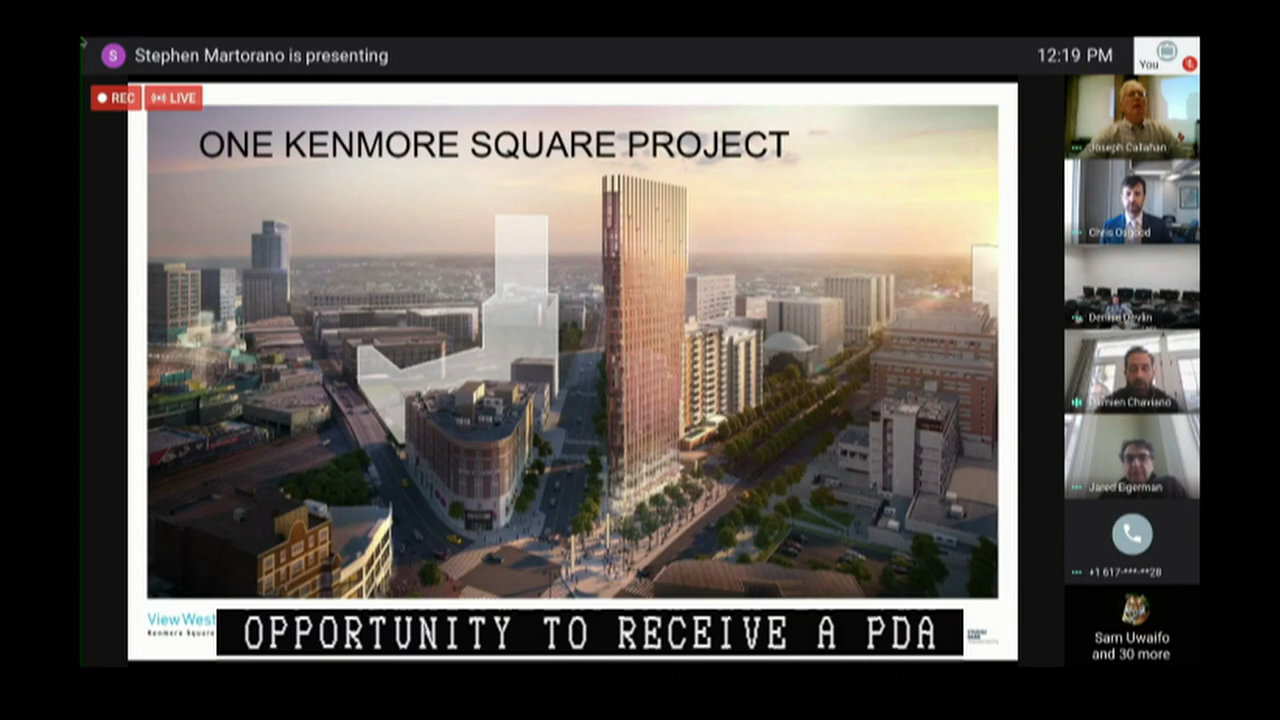 S
Stephen Martorano is presenting
12:19 PM
You
REC
LIVE
ONE KENMORE SQUARE PROJECT
Joseph Callahan
Chris Osgood
Denise Devlin
Damien Chaviano
Jared Eigerman
+1 617-***-**28
Sam Uwaifo
and 30 more
View West
Kenmore Square
OPPORTUNITY TO RECEIVE A PDA